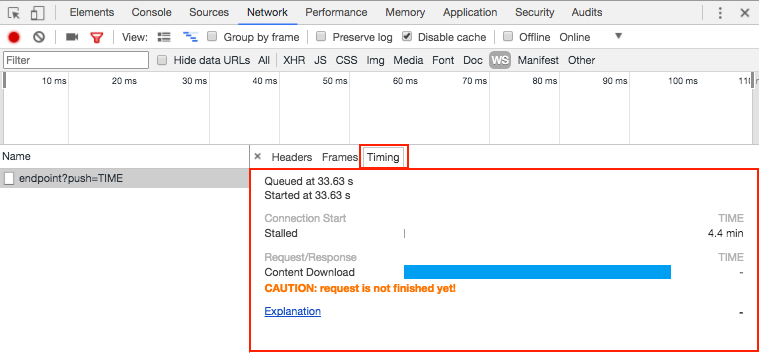 Elements Console Sources Network Performance Memory Application Security Audits
View: Group by frame Preserve log Disable cache Offline Online
Filter Hide data URLs All XHR JS CSS Img Media Font Doc WS Manifest Other
10 ms 20 ms 30 ms 40 ms 50 ms 60 ms 70 ms 80 ms 90 ms 100 ms
Name × Headers Frames Timing
endpoint?push=TIME
Queued at 33.63 s
Started at 33.63 s
Connection Start TIME
Stalled 4.4 min
Request/Response TIME
Content Download -
CAUTION: request is not finished yet!
Explanation -